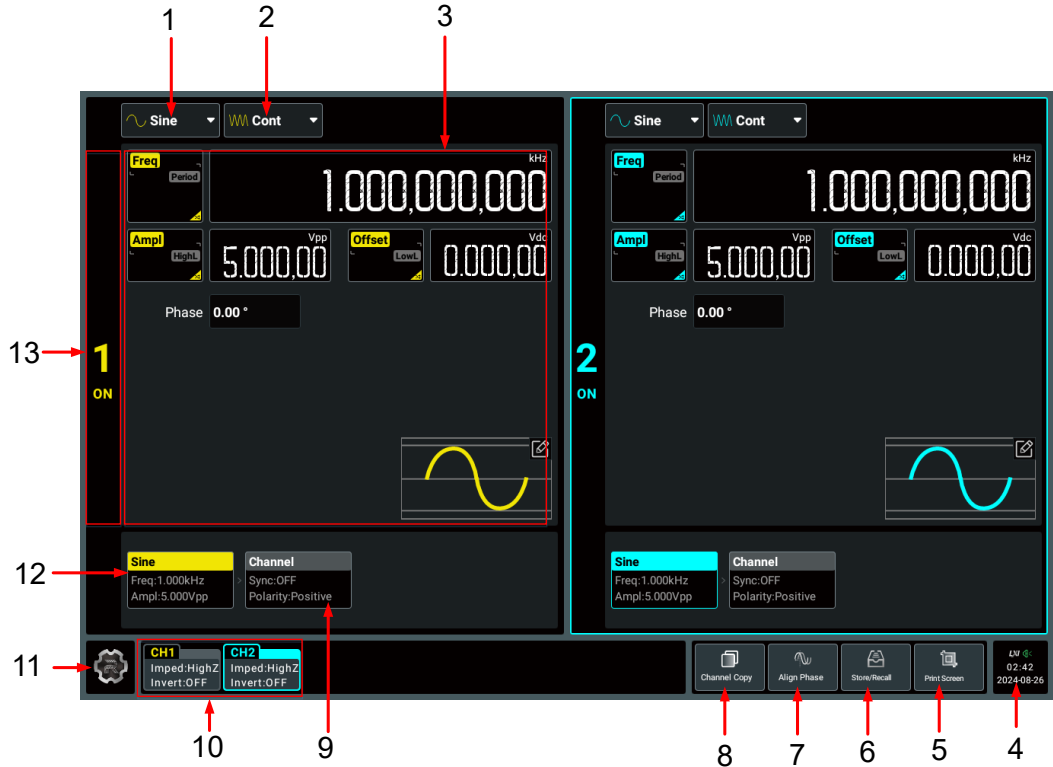 1 2 3
Sine Cont
Sine Cont
Freq
Period
kHz
1.000,000,000
Ampl
HighL
Vpp
5.000,00
Offset
LowL
Vdc
0.000,00
Phase 0.00 °
13
1
ON
Freq
Period
kHz
1.000,000,000
Ampl
HighL
Vpp
5.000,00
Offset
LowL
Vdc
0.000,00
Phase 0.00 °
2
ON
12
Sine
Freq:1.000kHz
Ampl:5.000Vpp
Channel
Sync:OFF
Polarity:Positive
Sine
Freq:1.000kHz
Ampl:5.000Vpp
Channel
Sync:OFF
Polarity:Positive
11
CH1
Imped:HighZ
Invert:OFF
CH2
Imped:HighZ
Invert:OFF
Channel Copy
Align Phase
Store/Recall
Print Screen
LXI
02:42
2024-08-26
10 9 8 7 6 5 4